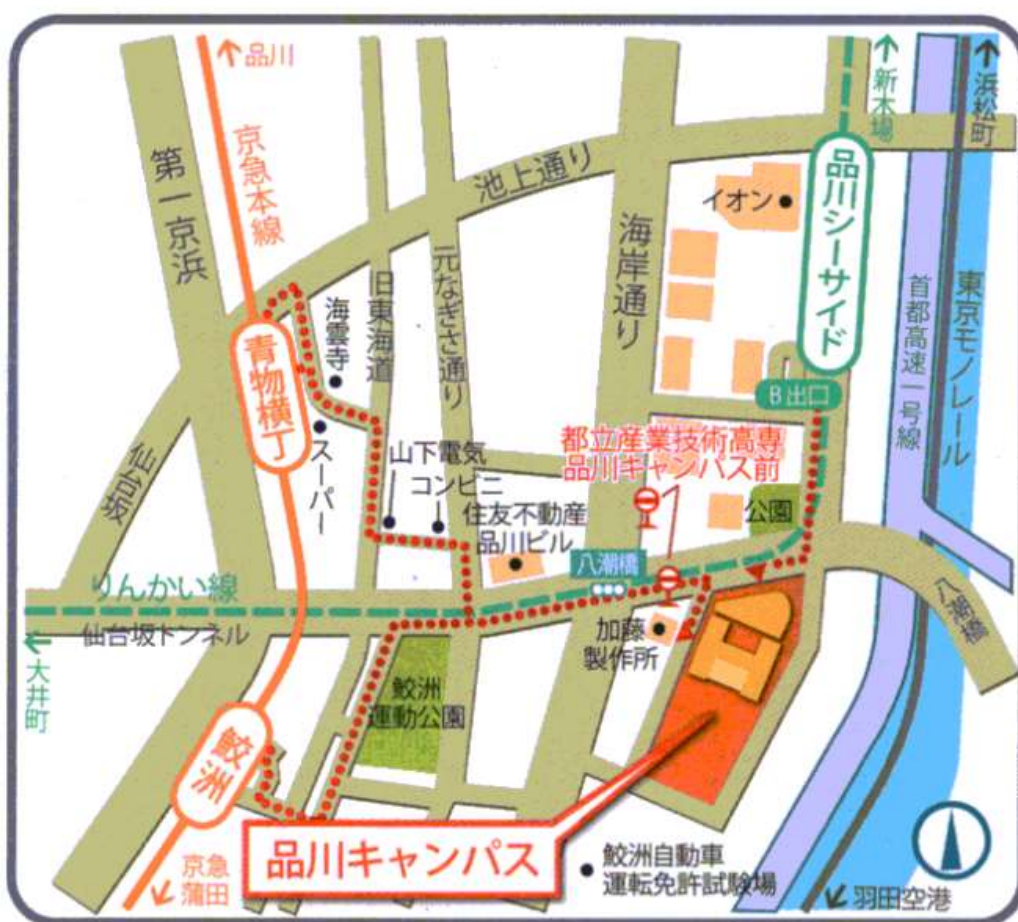 品川
新木場
浜松町
第一京浜
京急本線
池上通り
イオン
品川シーサイド
海岸通り
元なぎさ通り
旧東海道
海雲寺
首都高速一号線
東京モノレール
青物横丁
B出口
スーパー
山下電気
コンビニ
都立産業技術高専
品川キャンパス前
仙台坂
住友不動産
品川ビル
公園
八潮橋
りんかい線
仙台坂トンネル
八潮橋
大井町
加藤
製作所
鮫洲
運動公園
鮫洲
品川キャンパス
京急
蒲田
鮫洲自動車
運転免許試験場
羽田空港